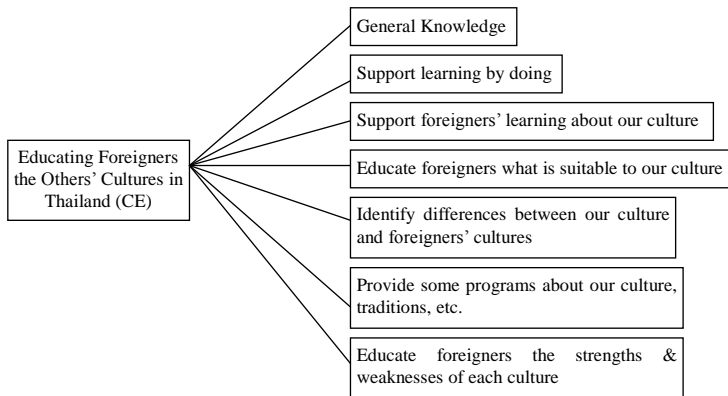 General Knowledge
Support learning by doing
Support foreigners' learning about our culture
Educating Foreigners
the Others' Cultures in
Thailand (CE)
Educate foreigners what is suitable to our culture
Identify differences between our culture
and foreigners' cultures
Provide some programs about our culture,
traditions, etc.
Educate foreigners the strengths &
weaknesses of each culture